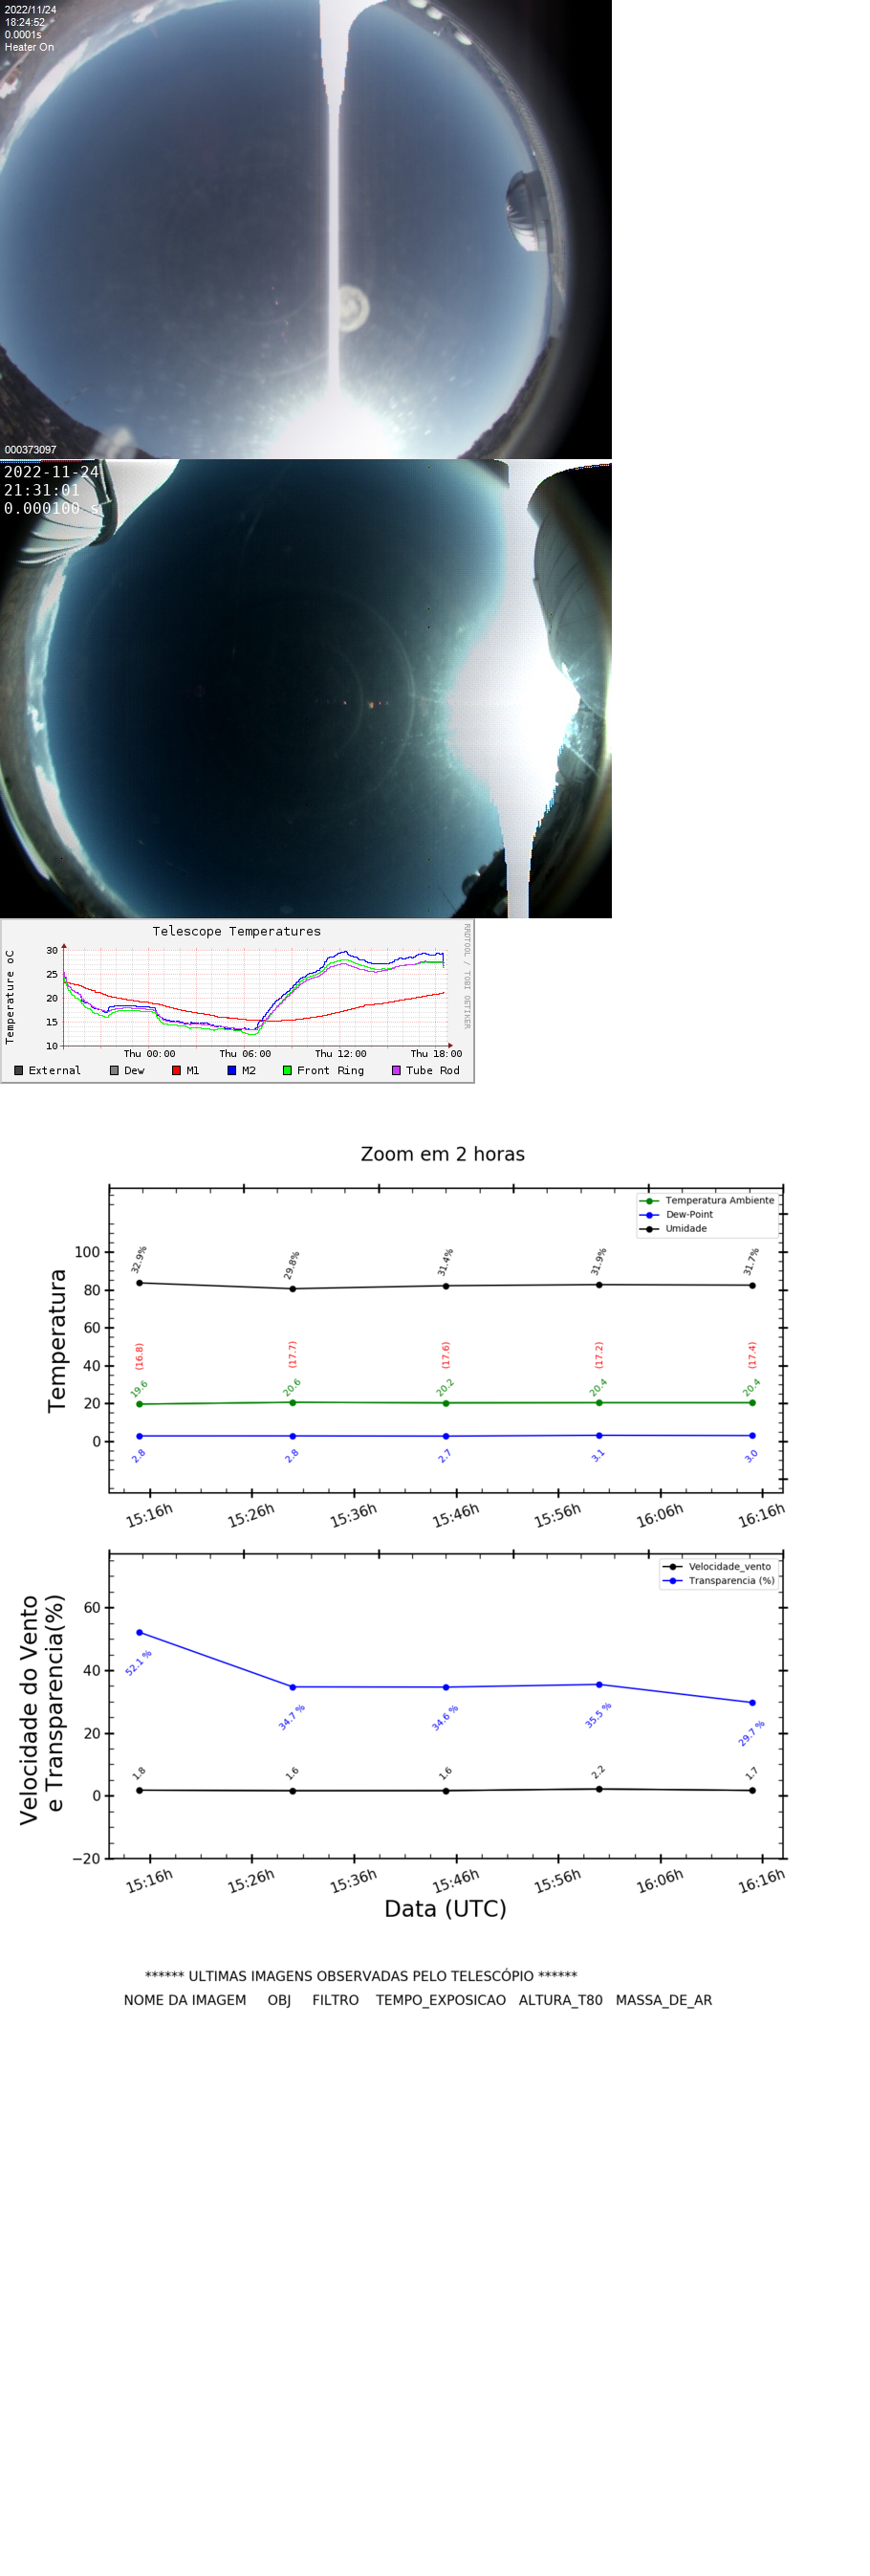 2022/11/24
18:24:52
0.0001s
Heater On
000373097
2022-11-24
21:31:01
0.000100 s
Telescope Temperatures
RRDTOOL / TOBI OETIKER
Temperature oC
30
25
20
15
10
Thu 00:00 Thu 06:00 Thu 12:00 Thu 18:00
External Dew M1 M2 Front Ring Tube Rod
Zoom em 2 horas
Temperatura Ambiente
Dew-Point
Umidade
Temperatura
100
80
60
40
20
0
32.9% 29.8% 31.4% 31.9% 31.7%
(16.8) (17.7) (17.6) (17.2) (17.4)
19.6 20.6 20.2 20.4 20.4
2.8 2.8 2.7 3.1 3.0
15:16h 15:26h 15:36h 15:46h 15:56h 16:06h 16:16h
Velocidade_vento
Transparencia (%)
Velocidade do Vento
e Transparencia(%)
60
40
20
0
−20
52.1 % 34.7 % 34.6 % 35.5 % 29.7 %
1.8 1.6 1.6 2.2 1.7
15:16h 15:26h 15:36h 15:46h 15:56h 16:06h 16:16h
Data (UTC)
****** ULTIMAS IMAGENS OBSERVADAS PELO TELESCÓPIO ******
NOME DA IMAGEM OBJ FILTRO TEMPO_EXPOSICAO ALTURA_T80 MASSA_DE_AR